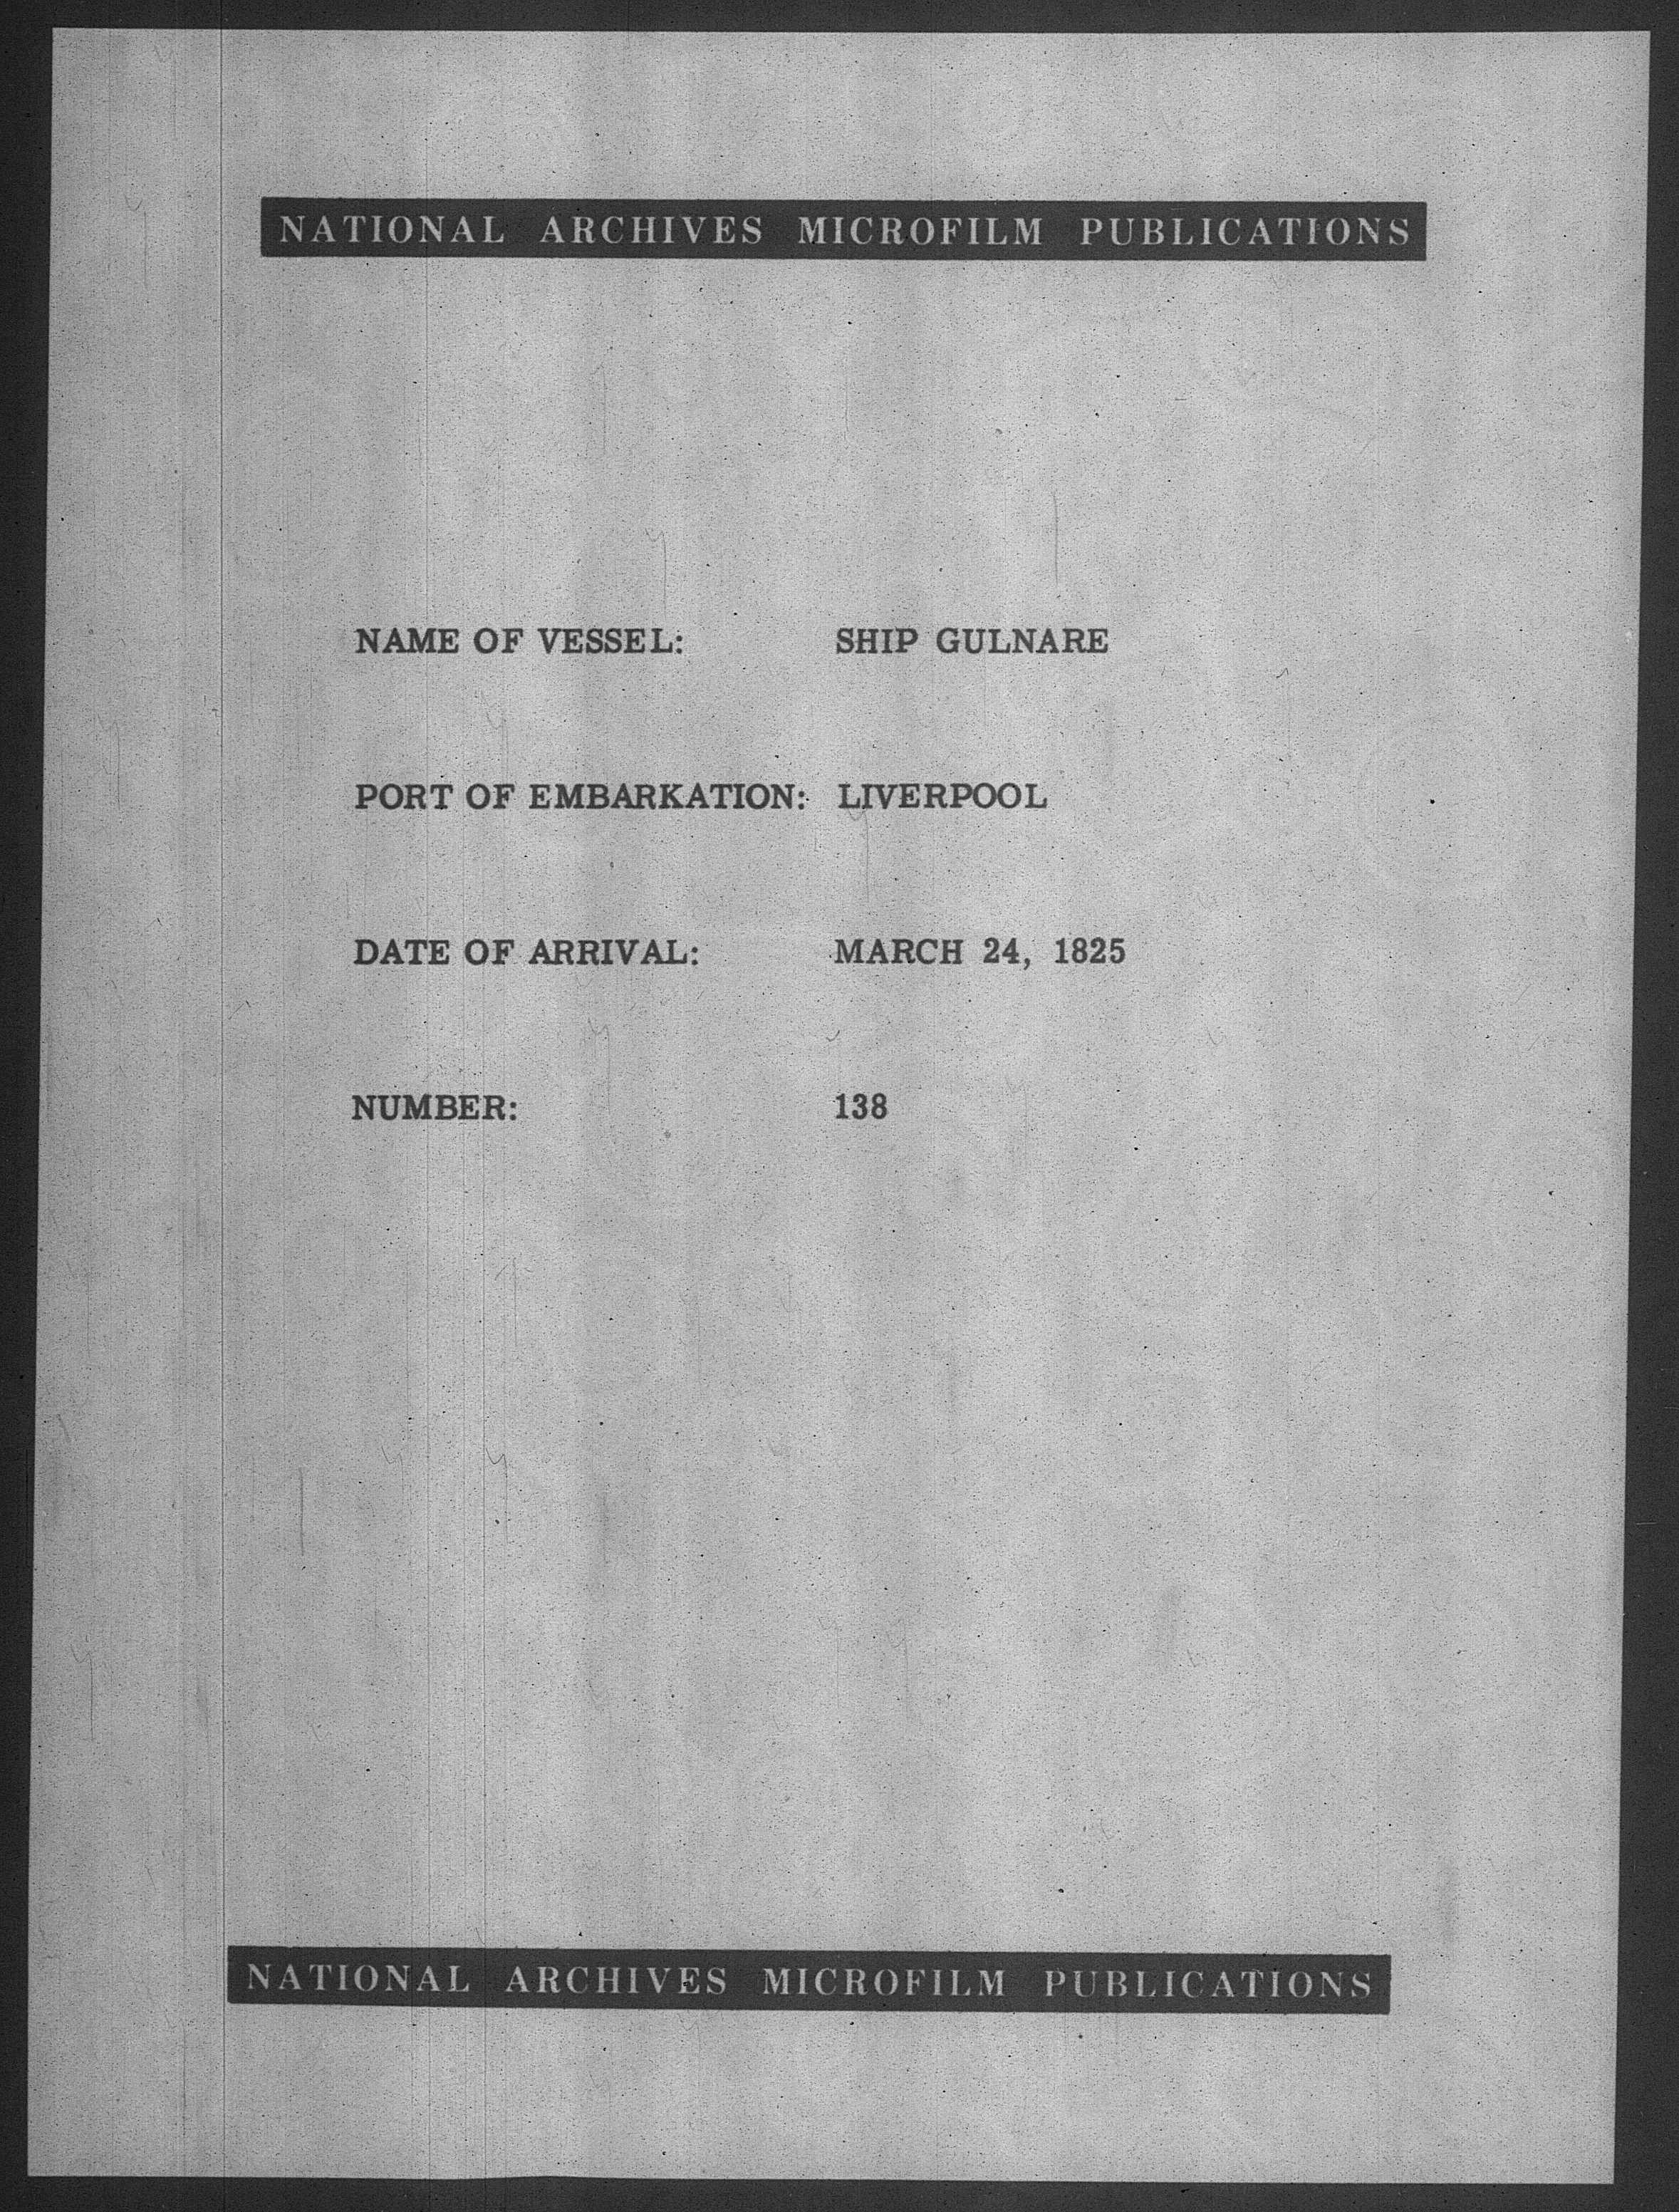 NATIONAL ARCHIVES MICROFILM PUBLICATIONS
NAME OF VESSEL: SHIP GULNARE
PORT OF EMBARKATION: LIVERPOOL
DATE OF ARRIVAL: MARCH 24, 1825
NUMBER: 138
NATIONAL ARCHIVES MICROFILM PUBLICATIONS